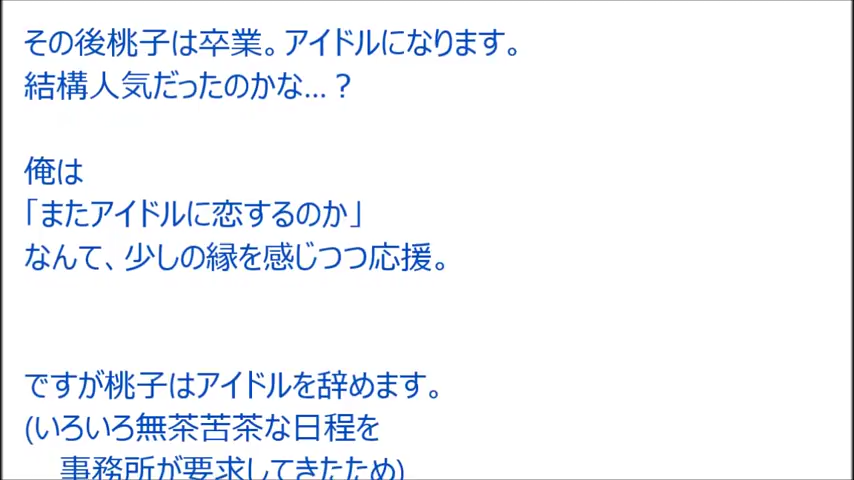 その後桃子は卒業。アイドルになります。
結構人気だったのかな…？
俺は
「またアイドルに恋するのか」
なんて、少しの縁を感じつつ応援。
ですが桃子はアイドルを辞めます。
(いろいろ無茶苦茶な日程を
事務所が要求してきたため)